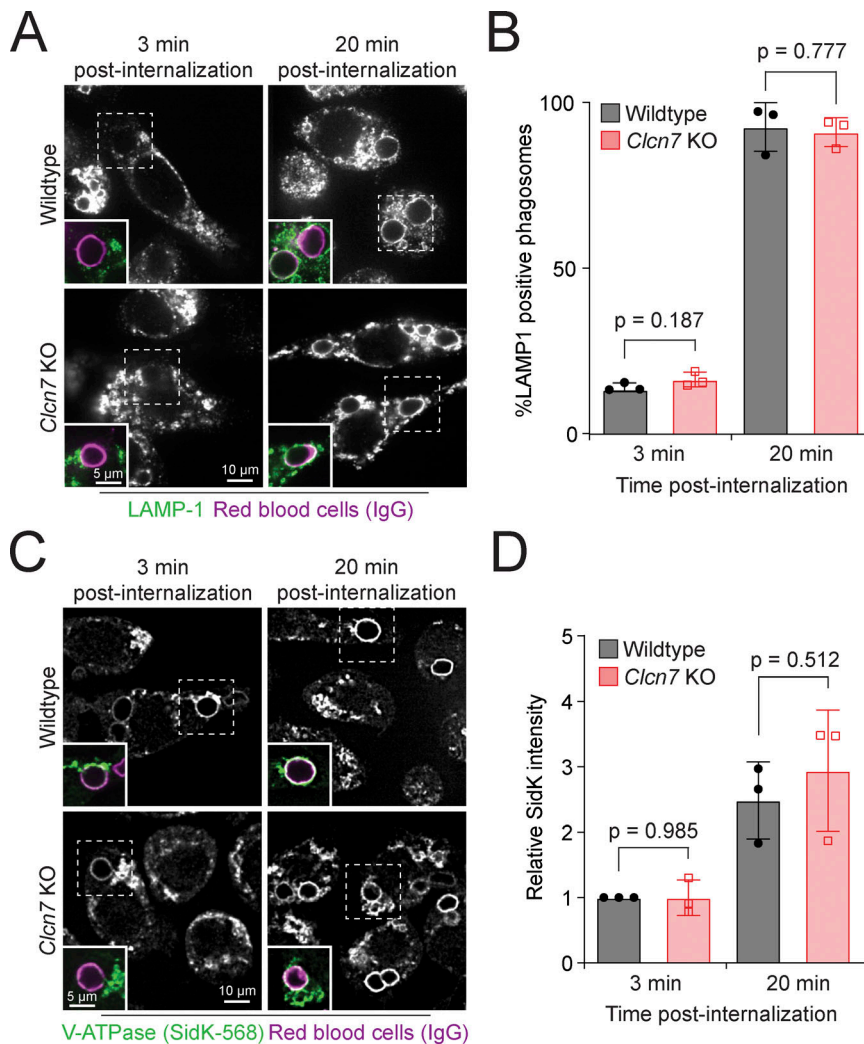 A
3 min
post-internalization
20 min
post-internalization
Wildtype
Clcn7 KO
5 µm
10 µm
LAMP-1 Red blood cells (IgG)
B
p = 0.777
Wildtype
Clcn7 KO
p = 0.187
100
50
0
%LAMP1 positive phagosomes
3 min
20 min
Time post-internalization
C
3 min
post-internalization
20 min
post-internalization
Wildtype
Clcn7 KO
5 µm
10 µm
V-ATPase (SidK-568) Red blood cells (IgG)
D
Wildtype
Clcn7 KO
p = 0.512
p = 0.985
5
4
3
2
1
0
Relative SidK intensity
3 min
20 min
Time post-internalization